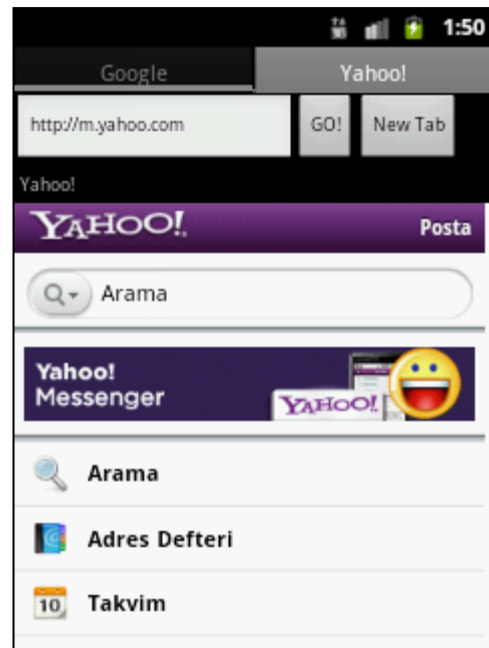 1:50
Google
Yahoo!
http://m.yahoo.com
GO!
New Tab
Yahoo!
YAHOO!
Posta
Arama
Yahoo!
Messenger
YAHOO!
Arama
Adres Defteri
10
Takvim